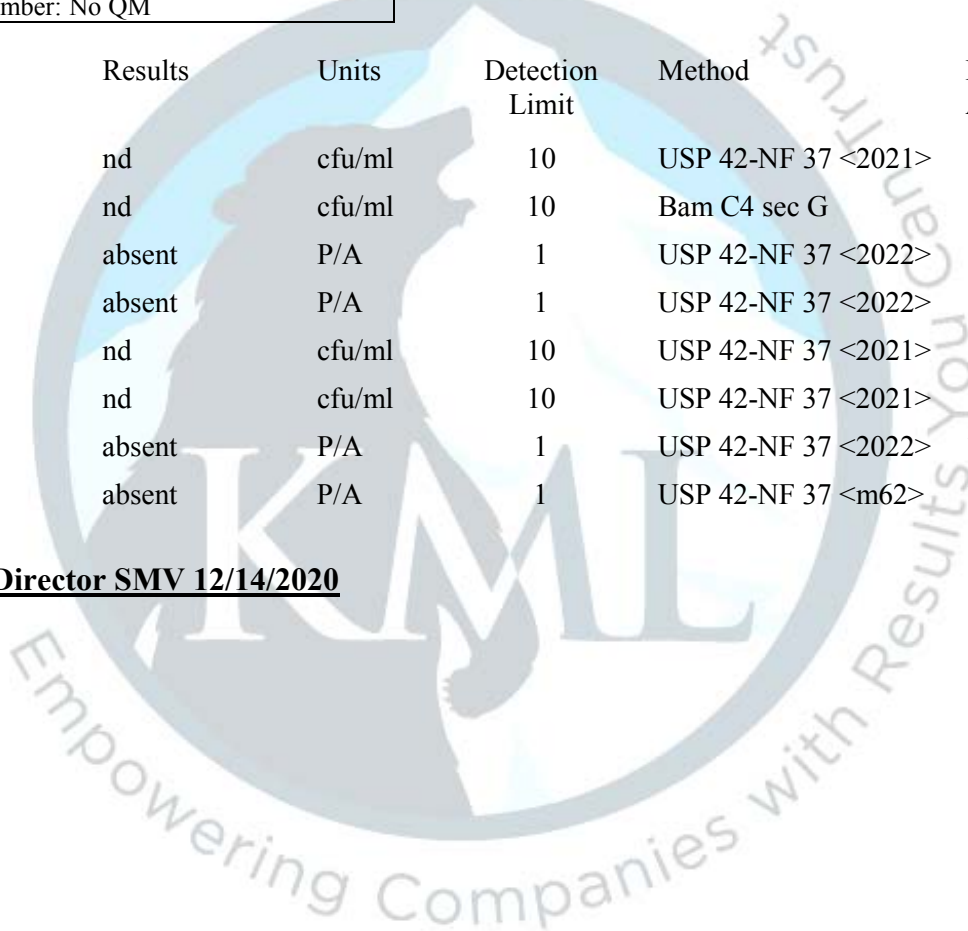 mber: No QM
Results Units Detection Limit Method
nd cfu/ml 10 USP 42-NF 37 <2021>
nd cfu/ml 10 Bam C4 sec G
absent P/A 1 USP 42-NF 37 <2022>
absent P/A 1 USP 42-NF 37 <2022>
nd cfu/ml 10 USP 42-NF 37 <2021>
nd cfu/ml 10 USP 42-NF 37 <2021>
absent P/A 1 USP 42-NF 37 <2022>
absent P/A 1 USP 42-NF 37 <m62>
Director SMV 12/14/2020
KML
Empowering Companies with Results You Can Trust